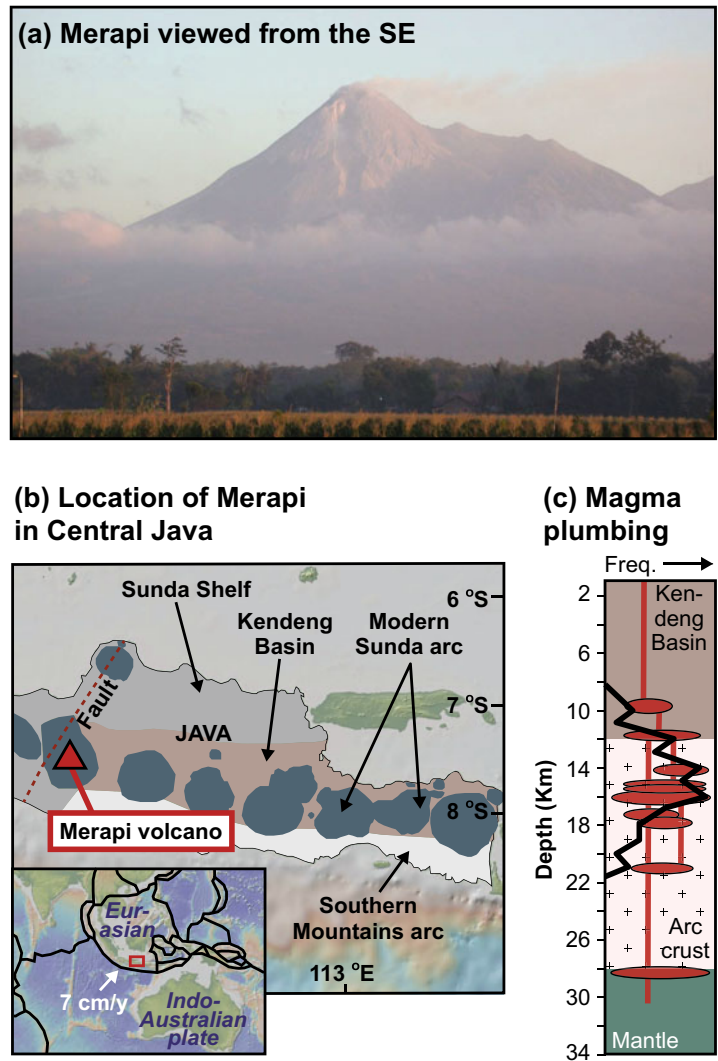 (a) Merapi viewed from the SE
(b) Location of Merapi
in Central Java
Sunda Shelf
Kendeng
Basin
Modern
Sunda arc
6 °S
7 °S
8 °S
Fault
JAVA
Merapi volcano
Southern
Mountains arc
113 °E
Eur-
asian
7 cm/y
Indo-
Australian
plate
(c) Magma
plumbing
Freq.
Ken-
deng
Basin
Depth (Km)
2
6
10
14
18
22
26
30
34
Arc
crust
Mantle